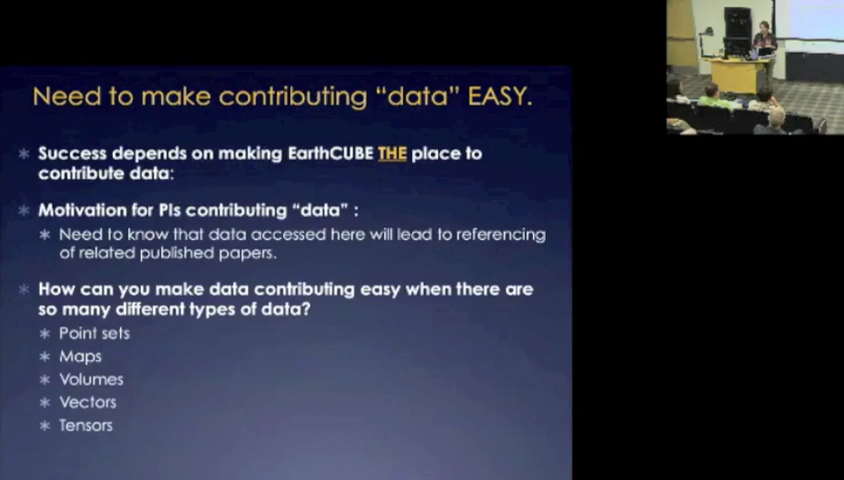 Need to make contributing “data” EASY.
* Success depends on making EarthCUBE THE place to
contribute data:
* Motivation for PIs contributing “data” :
* Need to know that data accessed here will lead to referencing
of related published papers.
* How can you make data contributing easy when there are
so many different types of data?
* Point sets
* Maps
* Volumes
* Vectors
* Tensors